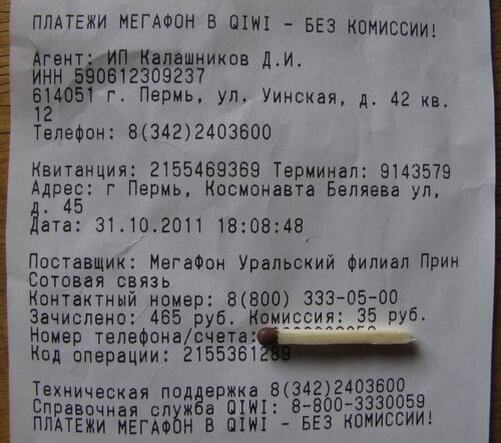 ПЛАТЕЖИ МЕГАФОН В QIWI - БЕЗ КОМИССИИ!
Агент: ИП Калашников Д.И.
ИНН 590612309237
614051 г. Пермь, ул. Уинская, д. 42 кв.
12
Телефон: 8(342)2403600
Квитанция: 2155469369 Терминал: 9143579
Адрес: г Пермь, Космонавта Беляева ул,
д. 45
Дата: 31.10.2011 18:08:48
Поставщик: МегаФон Уральский филиал Прин
Сотовая связь
Контактный номер: 8(800) 333-05-00
Зачислено: 465 руб. Комиссия: 35 руб.
Номер телефона/счета:
Код операции: 2155361289
Техническая поддержка 8(342)2403600
Справочная служба QIWI: 8-800-3330059
ПЛАТЕЖИ МЕГАФОН В QIWI - БЕЗ КОМИССИИ!